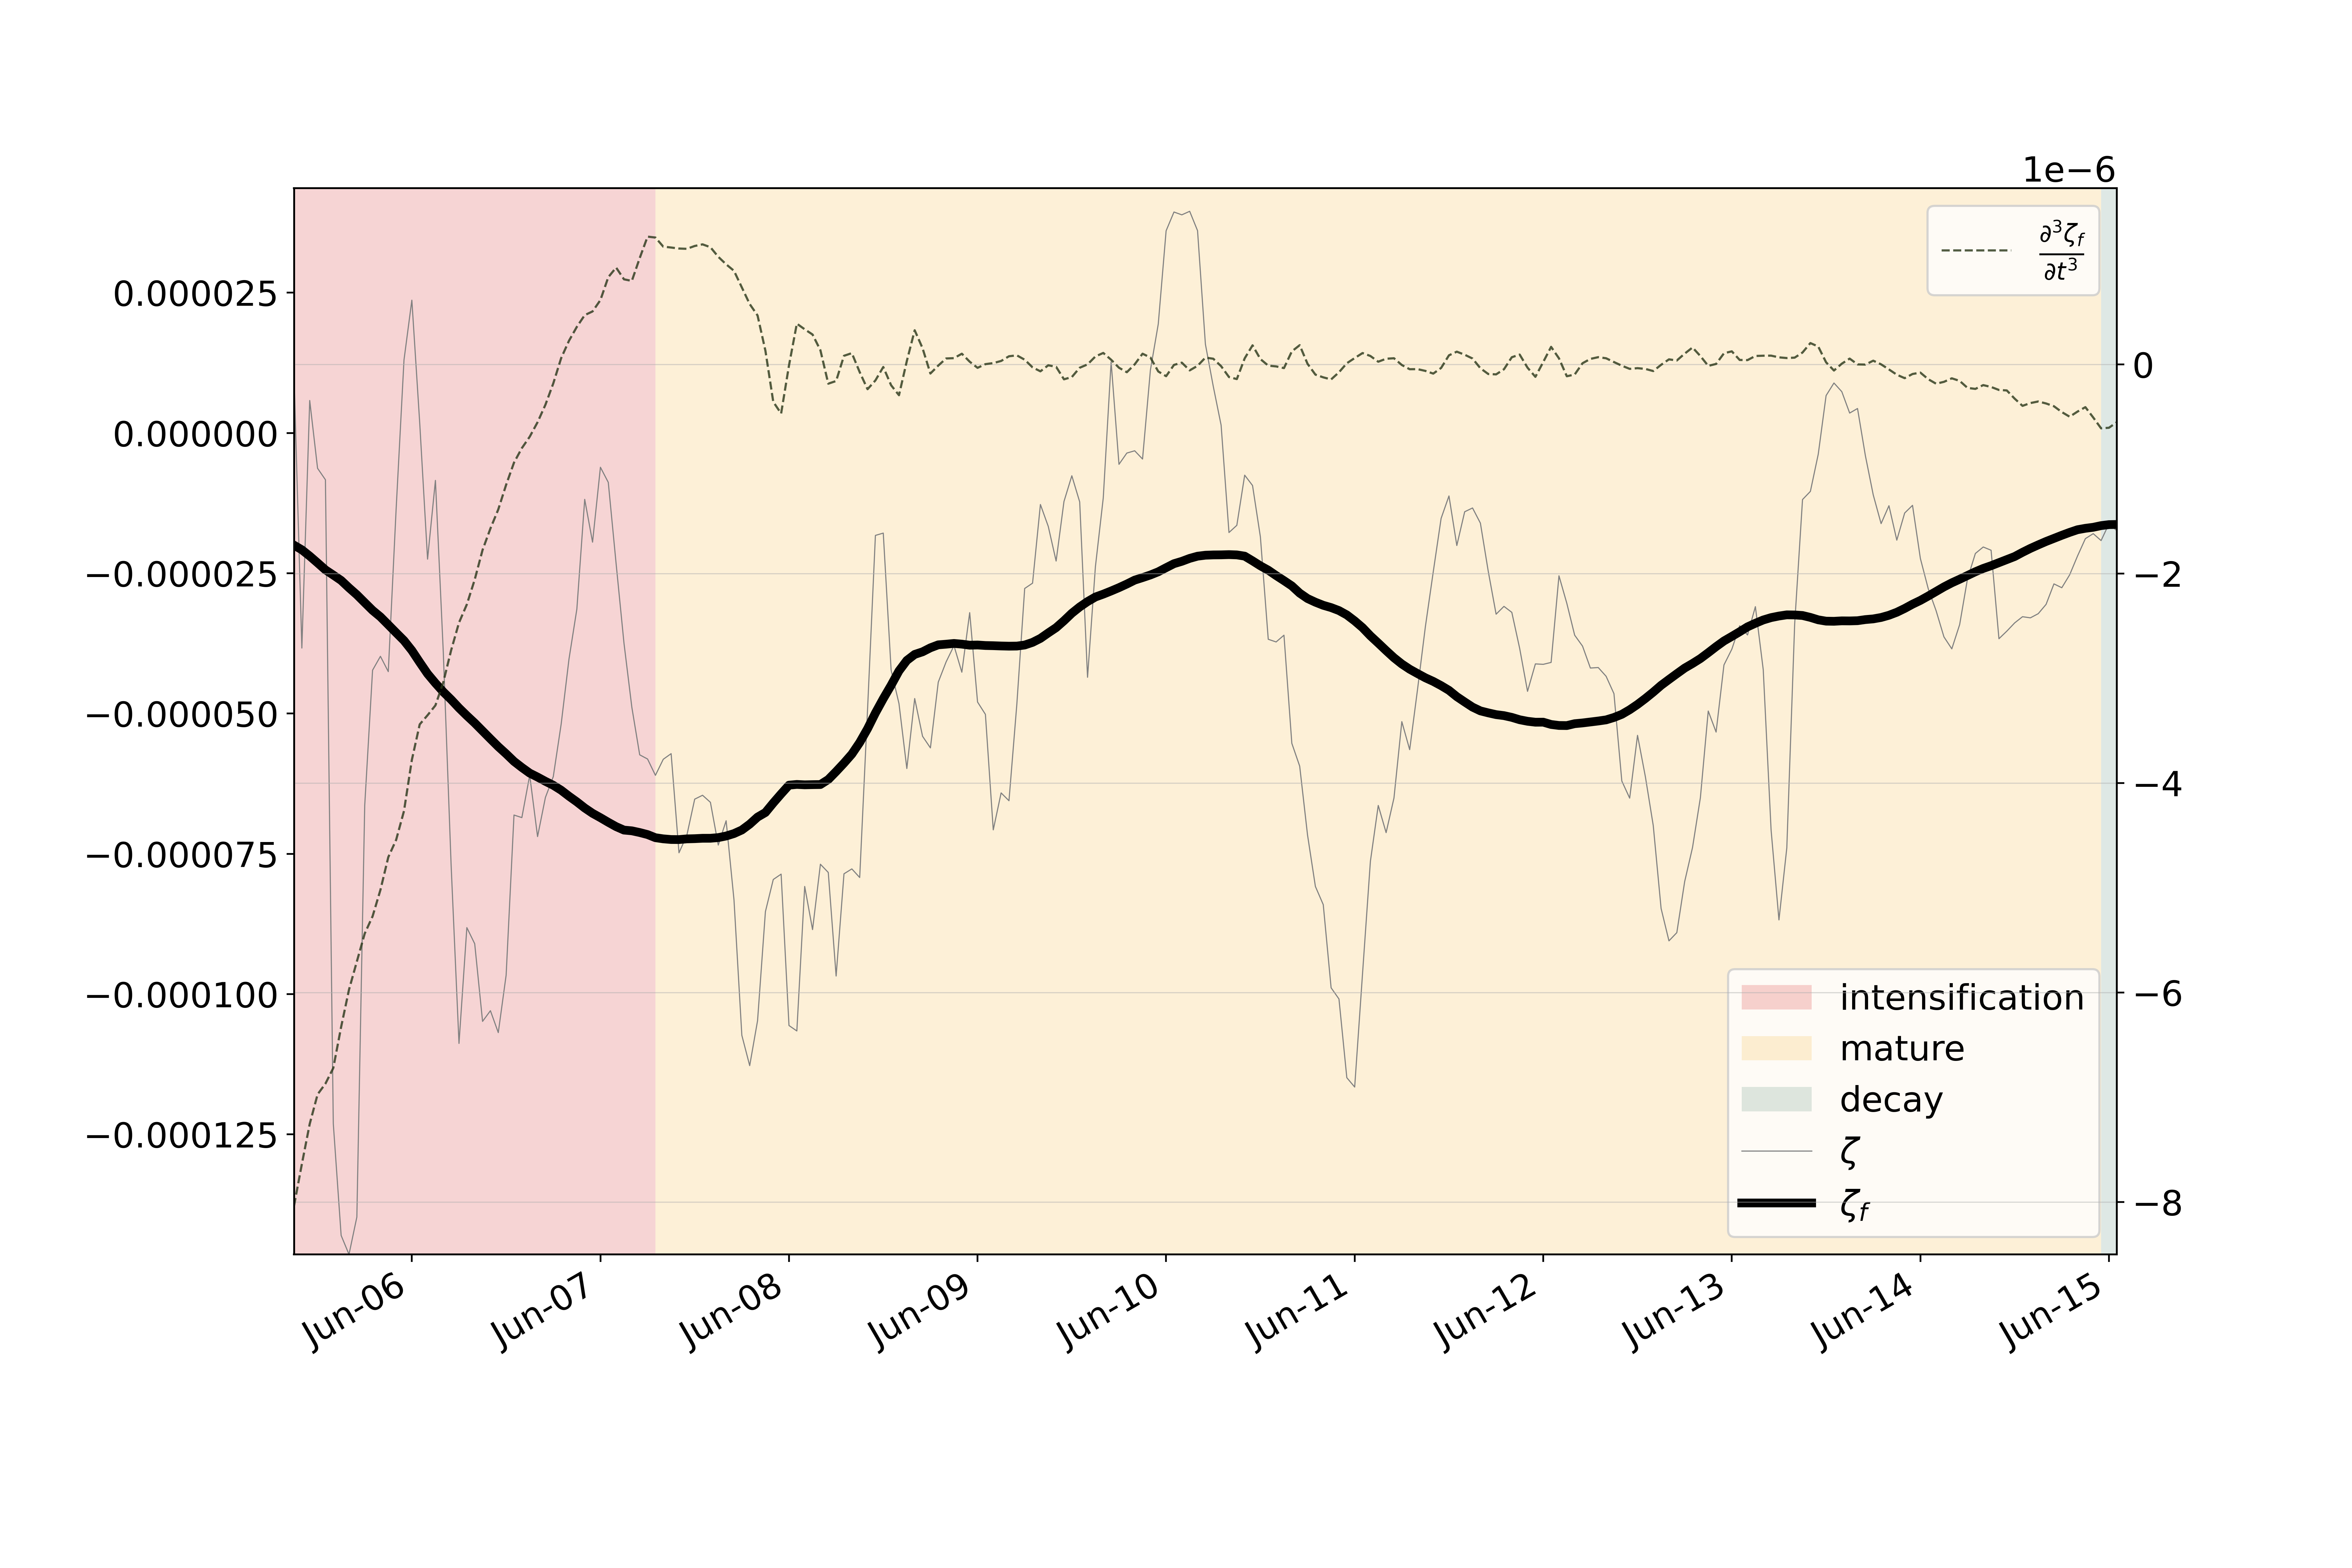 1e−6
∂³ζf
∂t³
0.000025
0.000000
−0.000025
−0.000050
−0.000075
−0.000100
−0.000125
0
−2
−4
−6
−8
intensification
mature
decay
ζ
ζf
Jun-06
Jun-07
Jun-08
Jun-09
Jun-10
Jun-11
Jun-12
Jun-13
Jun-14
Jun-15